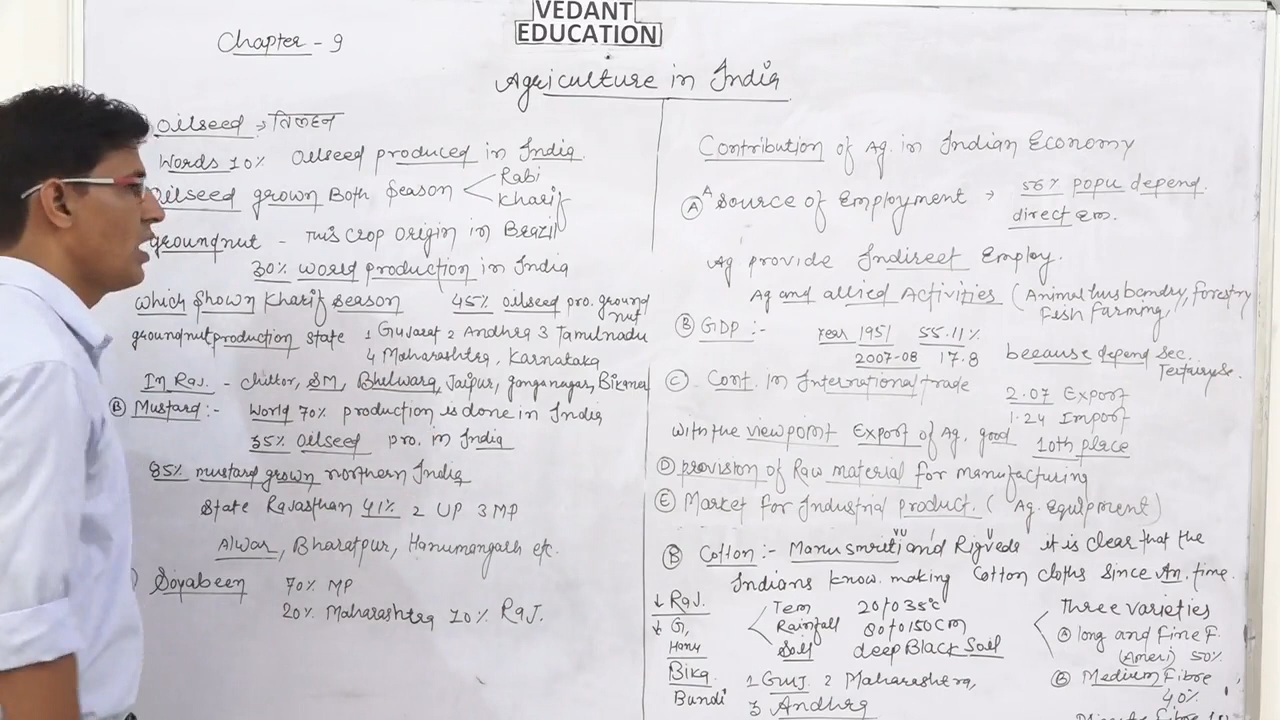 VEDANT
EDUCATION
Chapter - 9
Agriculture in India
Oilseed → तिलहन
Words 10% Oilseed produced in India
Oilseed grown Both Season < Rabi
Kharif
groundnut - This crop origin in Brazil
30% world production in India
which shown Kharif season 45% oilseed pro. ground
nut
groundnut production state 1 Gujarat 2 Andhra 3 Tamilnadu
4 Maharashtra, Karnataka
In Raj. - chittor, SM, Bhelwara, Jaipur, ganganagar, Bikaner
Ⓑ Mustard :- World 70% production is done in India
35% oilseed pro. in India
85% mustard grown northern India
State Rajasthan 41% 2 UP 3 MP
Alwar, Bharatpur, Hanumangarh etc.
Soyabeen 70% MP
20% Maharashtra 10% Raj.
Contribution of Ag. in Indian Economy
Ⓐ A source of Employment → 56% popu depend
direct em.
Ag provide Indirect Employ.
Ag and allied Activities ( Animal husbandry, forestry
Fish Farming,
Ⓑ GDP :- Year 1951 55.11%
2007-08 17.8 because depend Sec.
Tertiary Se.
Ⓒ Cont. in International trade
2.07 Export
1.24 Import
with the view point Export of Ag. good 10th place
Ⓓ provision of Raw material for manufacturing
Ⓔ Market for Industrial product. ( Ag. Equipment )
Ⓑ Cotton :- Manusmruti and Rigveda it is clear that the
Indians know. making Cotton cloths since An. time.
↓ Raj.
G,
Hanu
Bika.
Bundi
Tem 20 to 35°c
Rainfall 80 to 150 cm
Soil deep Black Soil
1 Guj. 2 Maharashtra,
3 Andhra
Three varieties
Ⓐ long and Fine F.
(Ameri) 50%
Ⓑ Medium Fibre
40%